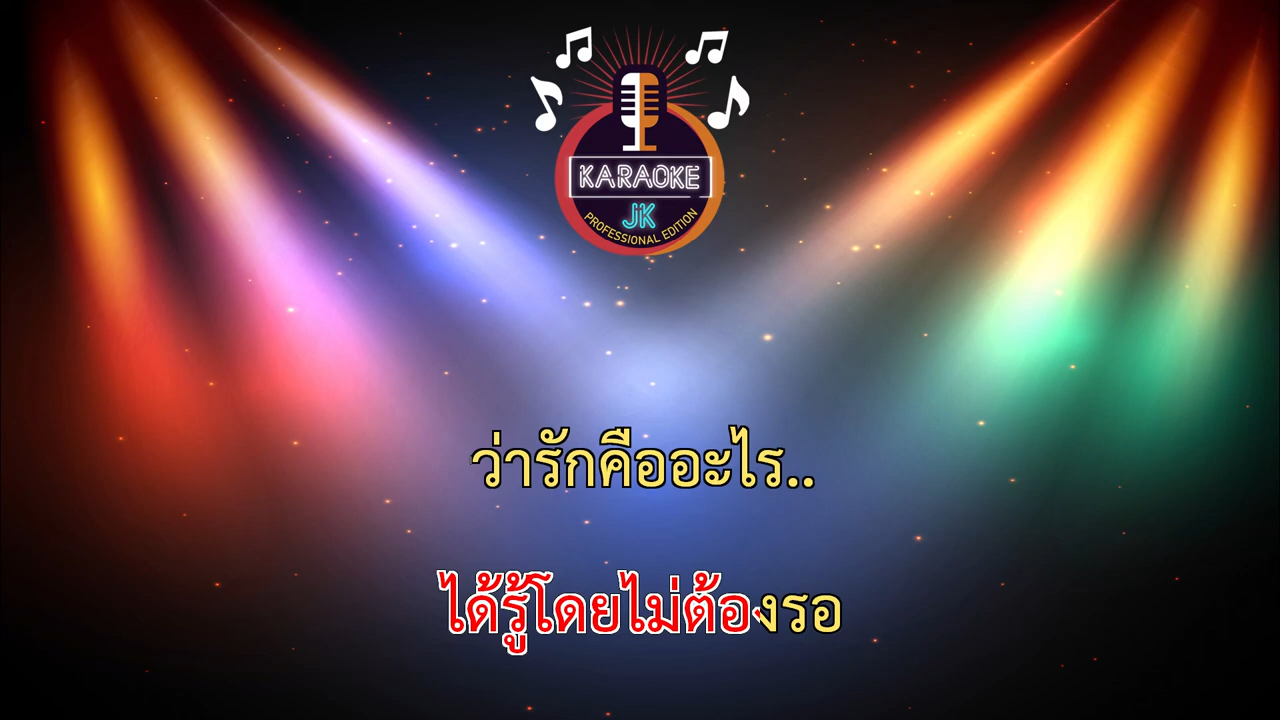 KARAOKE
JK
PROFESSIONAL EDITION
ว่ารักคืออะไร..
ได้รู้โดยไม่ต้องรอ